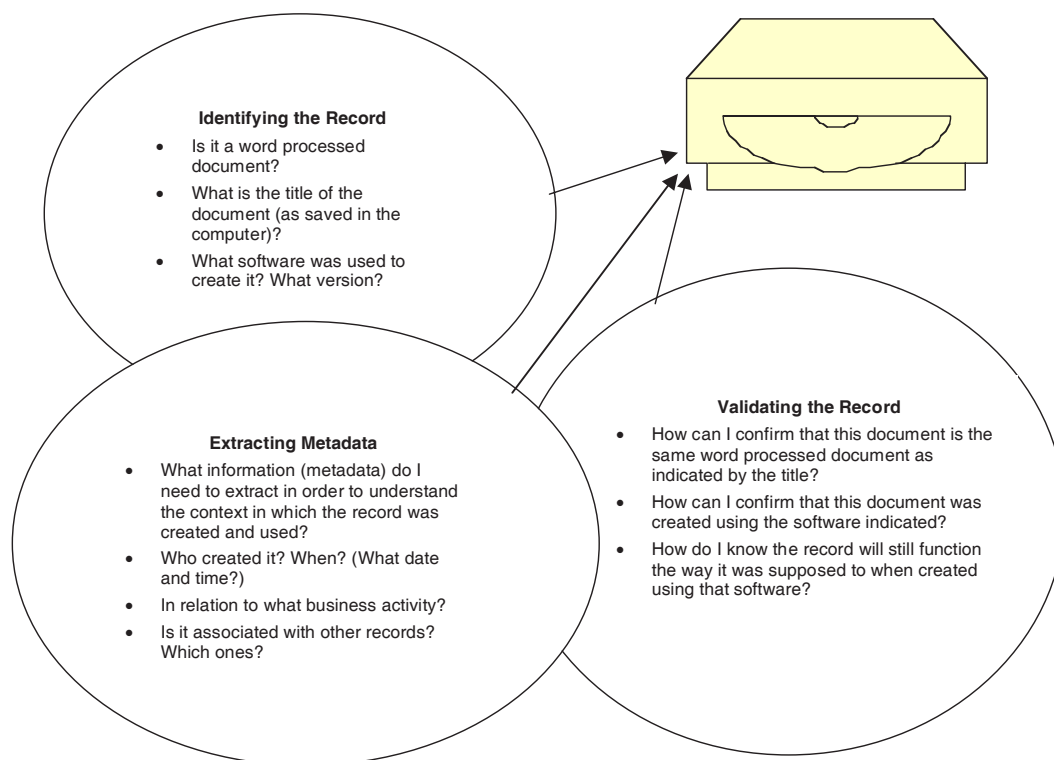 Identifying the Record
• Is it a word processed
document?
• What is the title of the
document (as saved in the
computer)?
• What software was used to
create it? What version?
Extracting Metadata
• What information (metadata) do I
need to extract in order to understand
the context in which the record was
created and used?
• Who created it? When? (What date
and time?)
• In relation to what business activity?
• Is it associated with other records?
Which ones?
Validating the Record
• How can I confirm that this document is the
same word processed document as
indicated by the title?
• How can I confirm that this document was
created using the software indicated?
• How do I know the record will still function
the way it was supposed to when created
using that software?